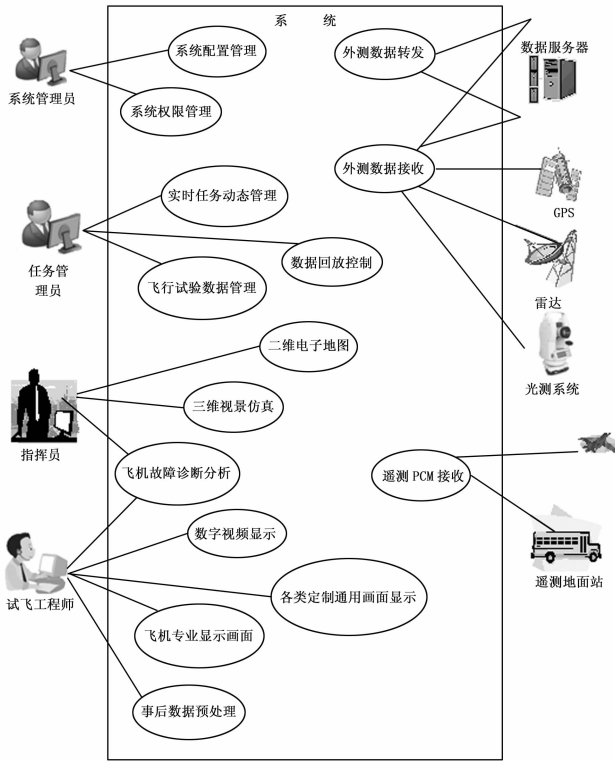 系 统
系统配置管理
外测数据转发
数据服务器
系统管理员
系统权限管理
外测数据接收
实时任务动态管理
GPS
任务管
理员
数据回放控制
飞行试验数据管理
雷达
二维电子地图
光测系统
三维视景仿真
指挥员
飞机故障诊断分析
遥测 PCM 接收
数字视频显示
遥测地面站
试飞工程师
各类定制通用画面显示
飞机专业显示画面
事后数据预处理